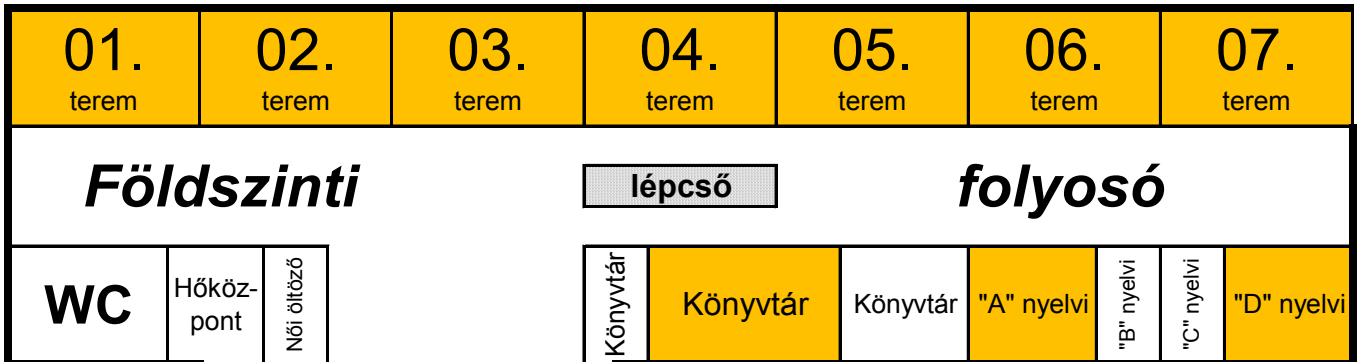 01.
terem
02.
terem
03.
terem
04.
terem
05.
terem
06.
terem
07.
terem
Földszinti
lépcső
folyosó
WC
Hőköz-
pont
Női öltöző
Könyvtár
Könyvtár
Könyvtár
"A" nyelvi
"B" nyelvi
"C" nyelvi
"D" nyelvi